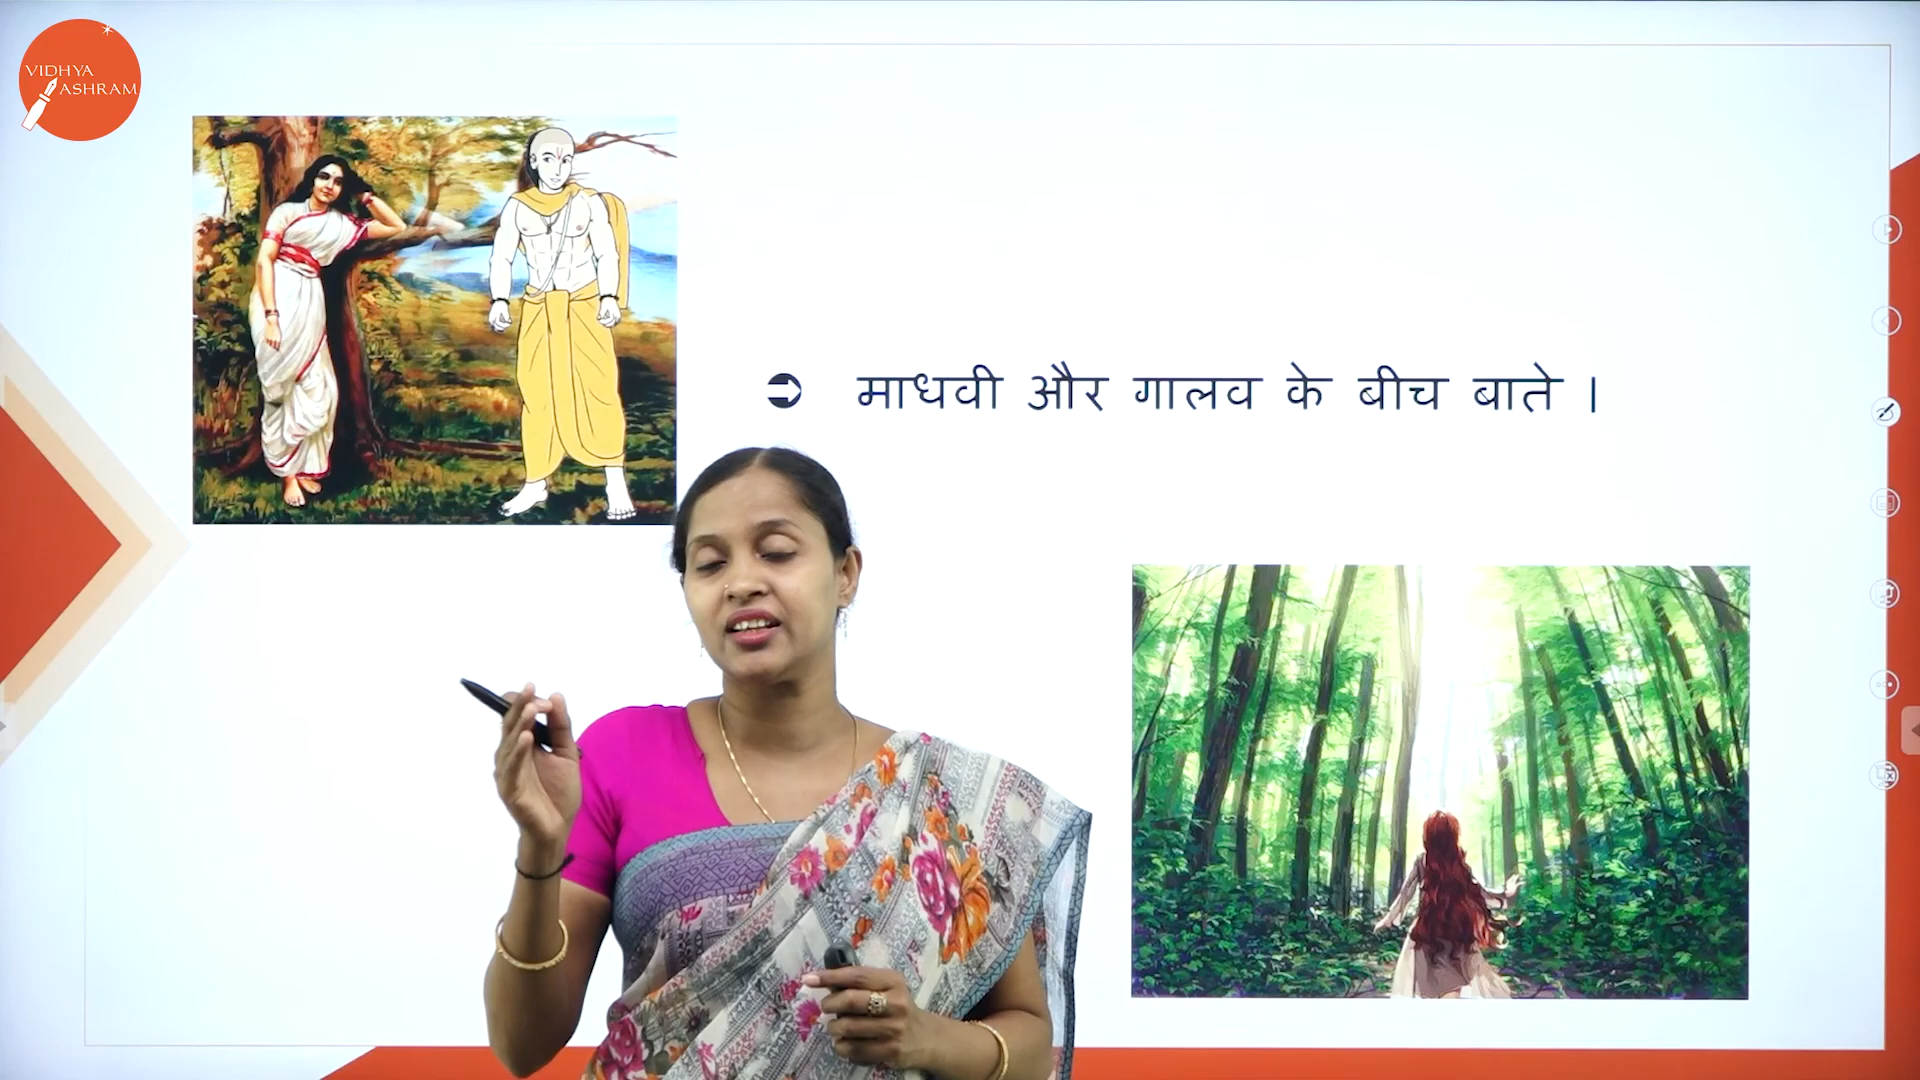 VIDHYA
ASHRAM
माधवी और गालव के बीच बाते ।